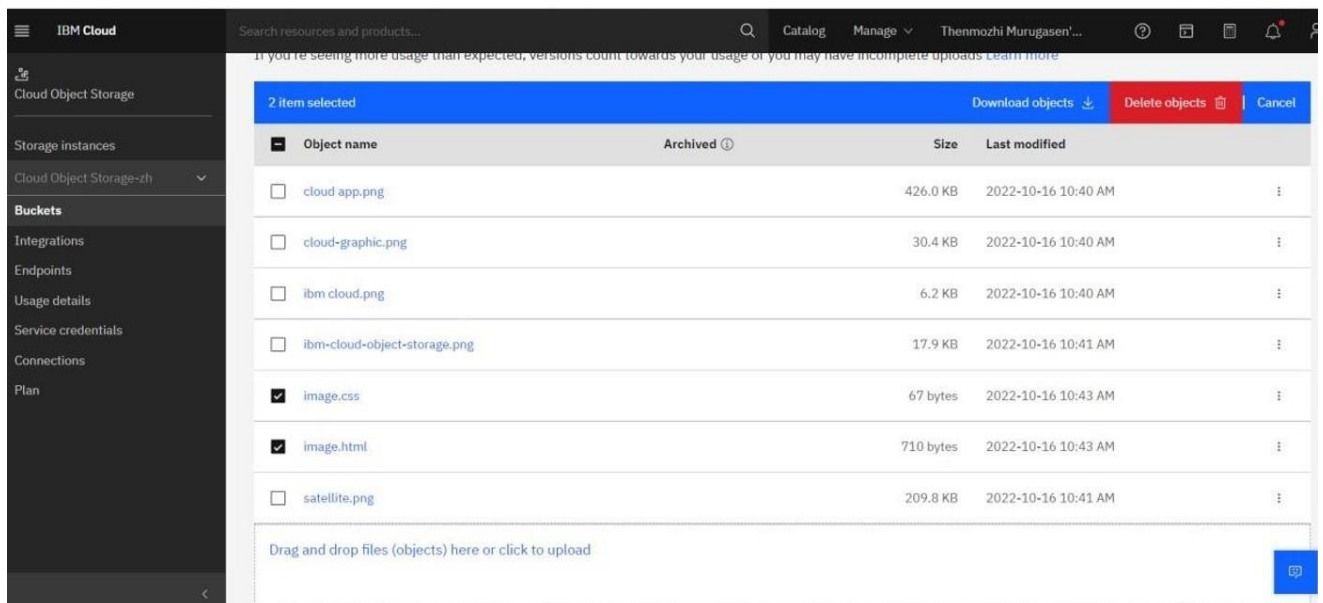 IBM Cloud
Search resources and products...
Catalog
Manage
Thenmozhi Murugasen'...
Cloud Object Storage
Storage instances
Cloud Object Storage-zh
Buckets
Integrations
Endpoints
Usage details
Service credentials
Connections
Plan
If you're seeing more usage than expected, versions count towards your usage or you may have incomplete uploads Learn more
2 item selected
Download objects
Delete objects
Cancel
Object name Archived Size Last modified
cloud app.png 426.0 KB 2022-10-16 10:40 AM
cloud-graphic.png 30.4 KB 2022-10-16 10:40 AM
ibm cloud.png 6.2 KB 2022-10-16 10:40 AM
ibm-cloud-object-storage.png 17.9 KB 2022-10-16 10:41 AM
image.css 67 bytes 2022-10-16 10:43 AM
image.html 710 bytes 2022-10-16 10:43 AM
satellite.png 209.8 KB 2022-10-16 10:41 AM
Drag and drop files (objects) here or click to upload